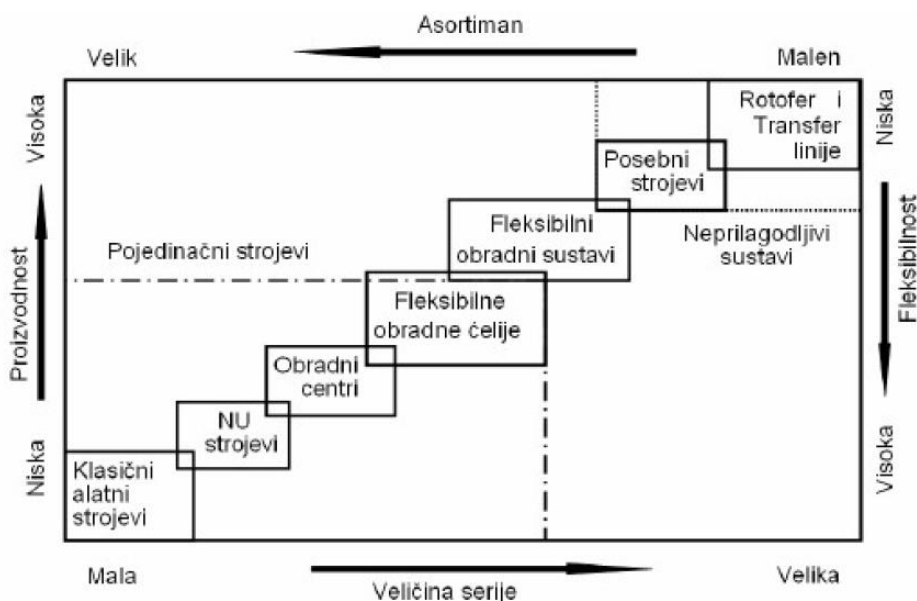 Asortiman
Velik
Malen
Visoka
Niska
Rotofer i
Transfer
linije
Posebni
strojevi
Fleksibilni
obradni sustavi
Neprilagodljivi
sustavi
Pojedinačni strojevi
Proizvodnost
Fleksibilnost
Fleksibilne
obradne ćelije
Obradni
centri
NU
strojevi
Klasični
alatni
strojevi
Niska
Visoka
Mala
Veličina serije
Velika